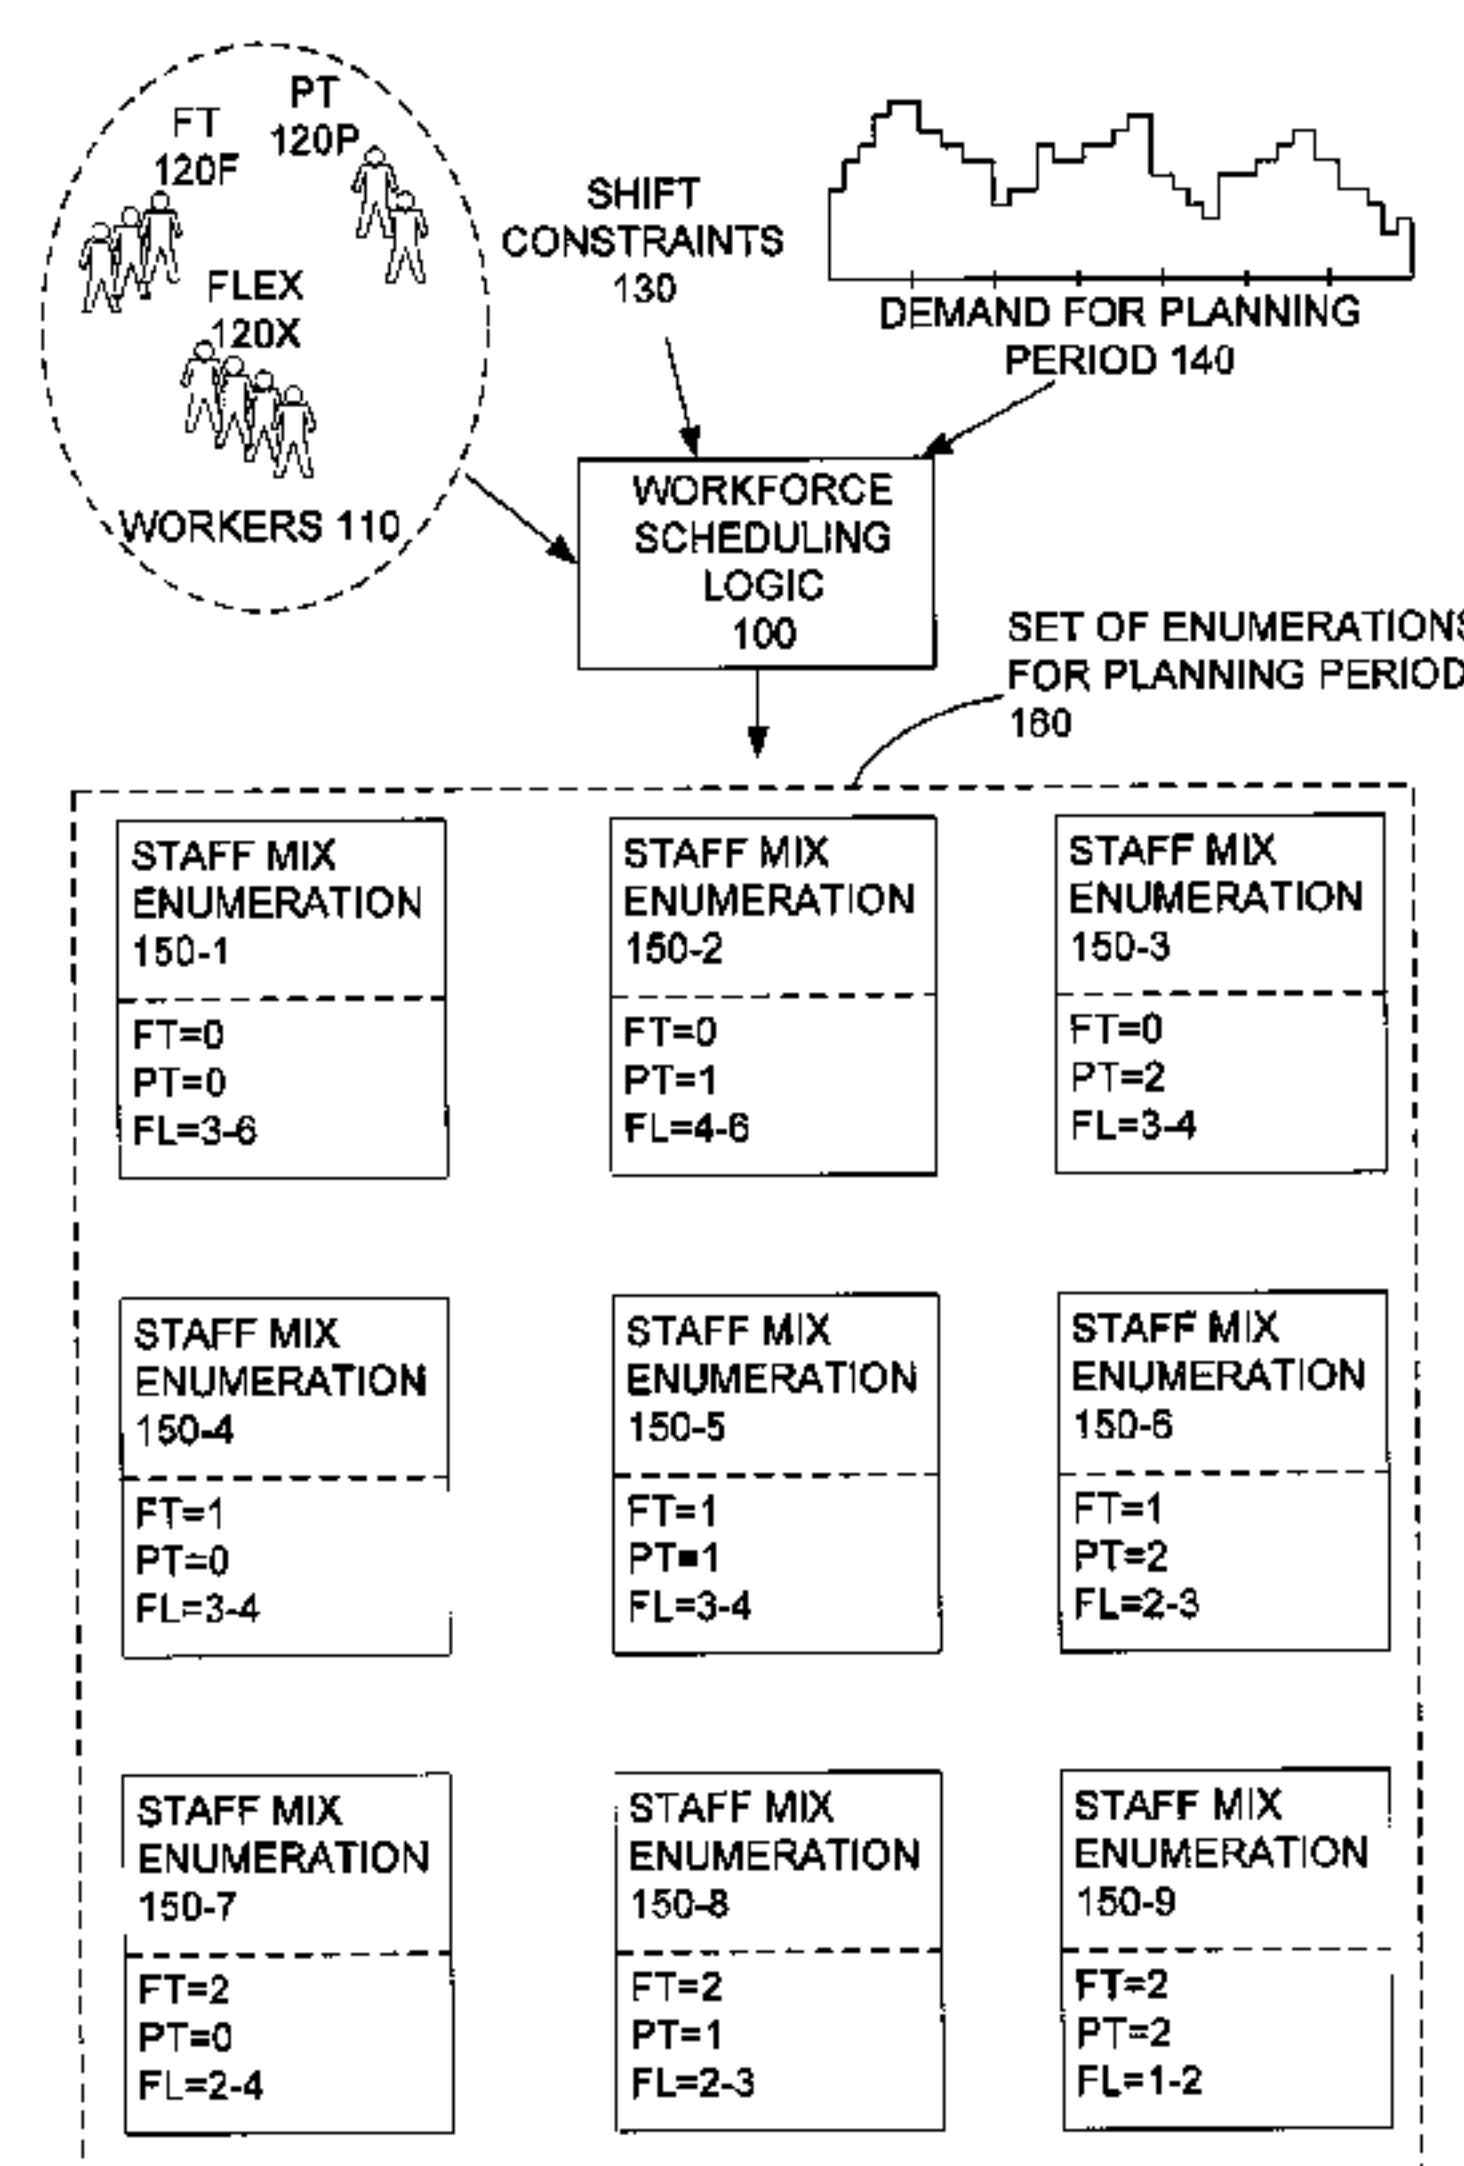 PT
120P
FT
120F
FLEX
120X
WORKERS 110
SHIFT
CONSTRAINTS
130
DEMAND FOR PLANNING
PERIOD 140
WORKFORCE
SCHEDULING
LOGIC
100
SET OF ENUMERATIONS
FOR PLANNING PERIOD
160
STAFF MIX
ENUMERATION
150-1
FT=0
PT=0
FL=3-6
STAFF MIX
ENUMERATION
150-2
FT=0
PT=1
FL=4-6
STAFF MIX
ENUMERATION
150-3
FT=0
PT=2
FL=3-4
STAFF MIX
ENUMERATION
150-4
FT=1
PT=0
FL=3-4
STAFF MIX
ENUMERATION
150-5
FT=1
PT=1
FL=3-4
STAFF MIX
ENUMERATION
150-6
FT=1
PT=2
FL=2-3
STAFF MIX
ENUMERATION
150-7
FT=2
PT=0
FL=2-4
STAFF MIX
ENUMERATION
150-8
FT=2
PT=1
FL=2-3
STAFF MIX
ENUMERATION
150-9
FT=2
PT=2
FL=1-2